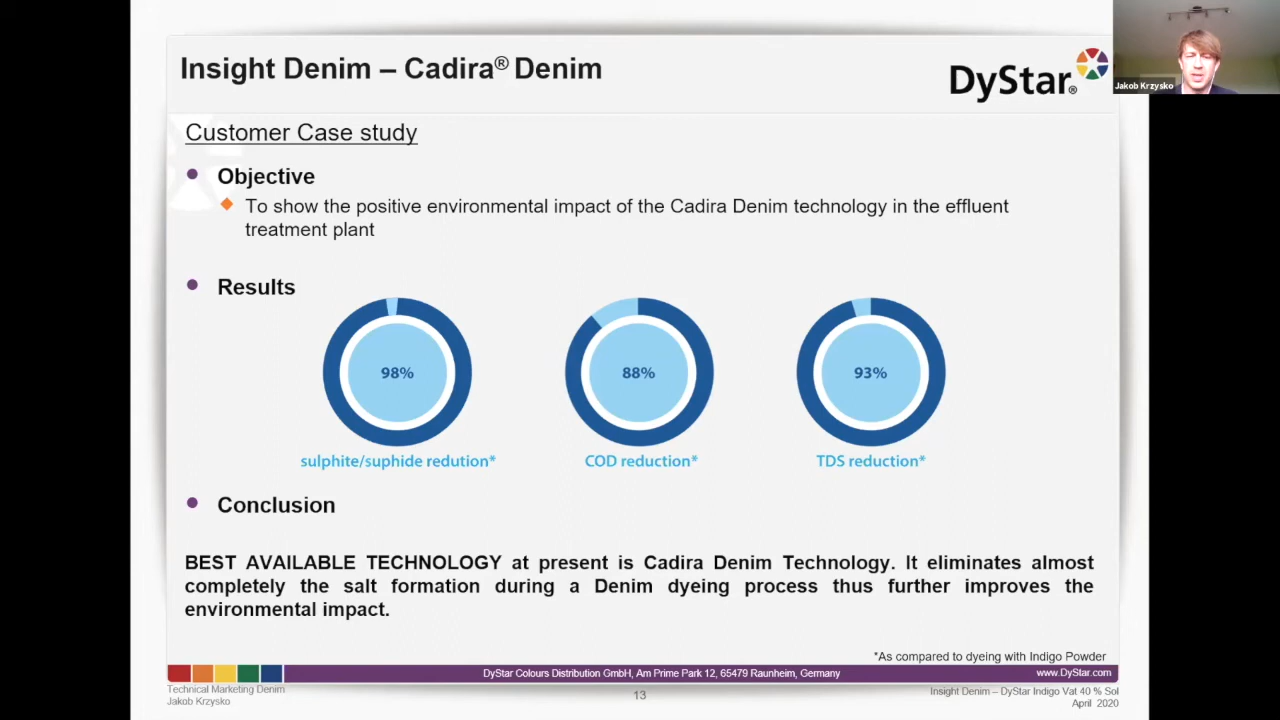 Insight Denim – Cadira® Denim
DyStar®
Jakob Krzysko
Customer Case study
Objective
To show the positive environmental impact of the Cadira Denim technology in the effluent
treatment plant
Results
98%
88%
93%
sulphite/suphide redution*
COD reduction*
TDS reduction*
Conclusion
BEST AVAILABLE TECHNOLOGY at present is Cadira Denim Technology. It eliminates almost
completely the salt formation during a Denim dyeing process thus further improves the
environmental impact.
*As compared to dyeing with Indigo Powder
DyStar Colours Distribution GmbH, Am Prime Park 12, 65479 Raunheim, Germany
www.DyStar.com
Technical Marketing Denim
Jakob Krzysko
13
Insight Denim – DyStar Indigo Vat 40 % Sol
April 2020